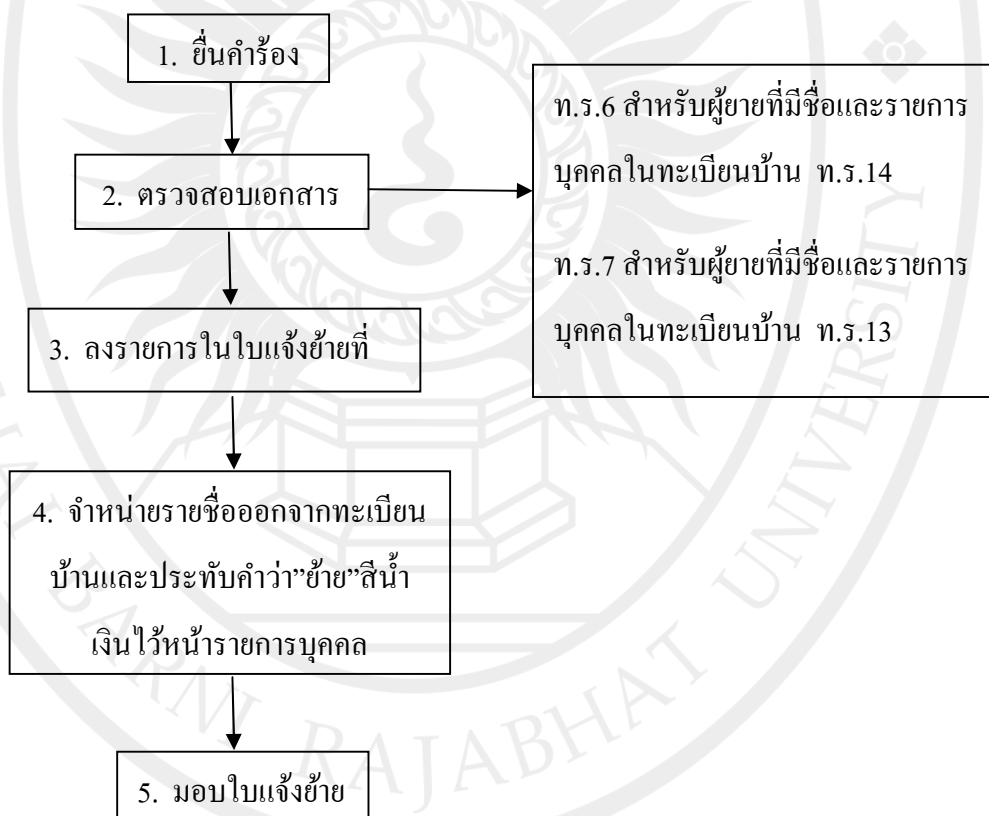 1. ยื่นคำร้อง
2. ตรวจสอบเอกสาร
ท.ร.6 สำหรับผู้ยายที่มีชื่อและรายการ
บุคคลในทะเบียนบ้าน ท.ร.14
ท.ร.7 สำหรับผู้ยายที่มีชื่อและรายการ
บุคคลในทะเบียนบ้าน ท.ร.13
3. ลงรายการในใบแจ้งย้ายที่
4. จำหน่ายรายชื่อออกจากทะเบียน
บ้านและประทับคำว่า”ย้าย”สีน้ำ
เงินไว้หน้ารายการบุคคล
5. มอบใบแจ้งย้าย
BARNI RAJABHAT UNIVERSITY